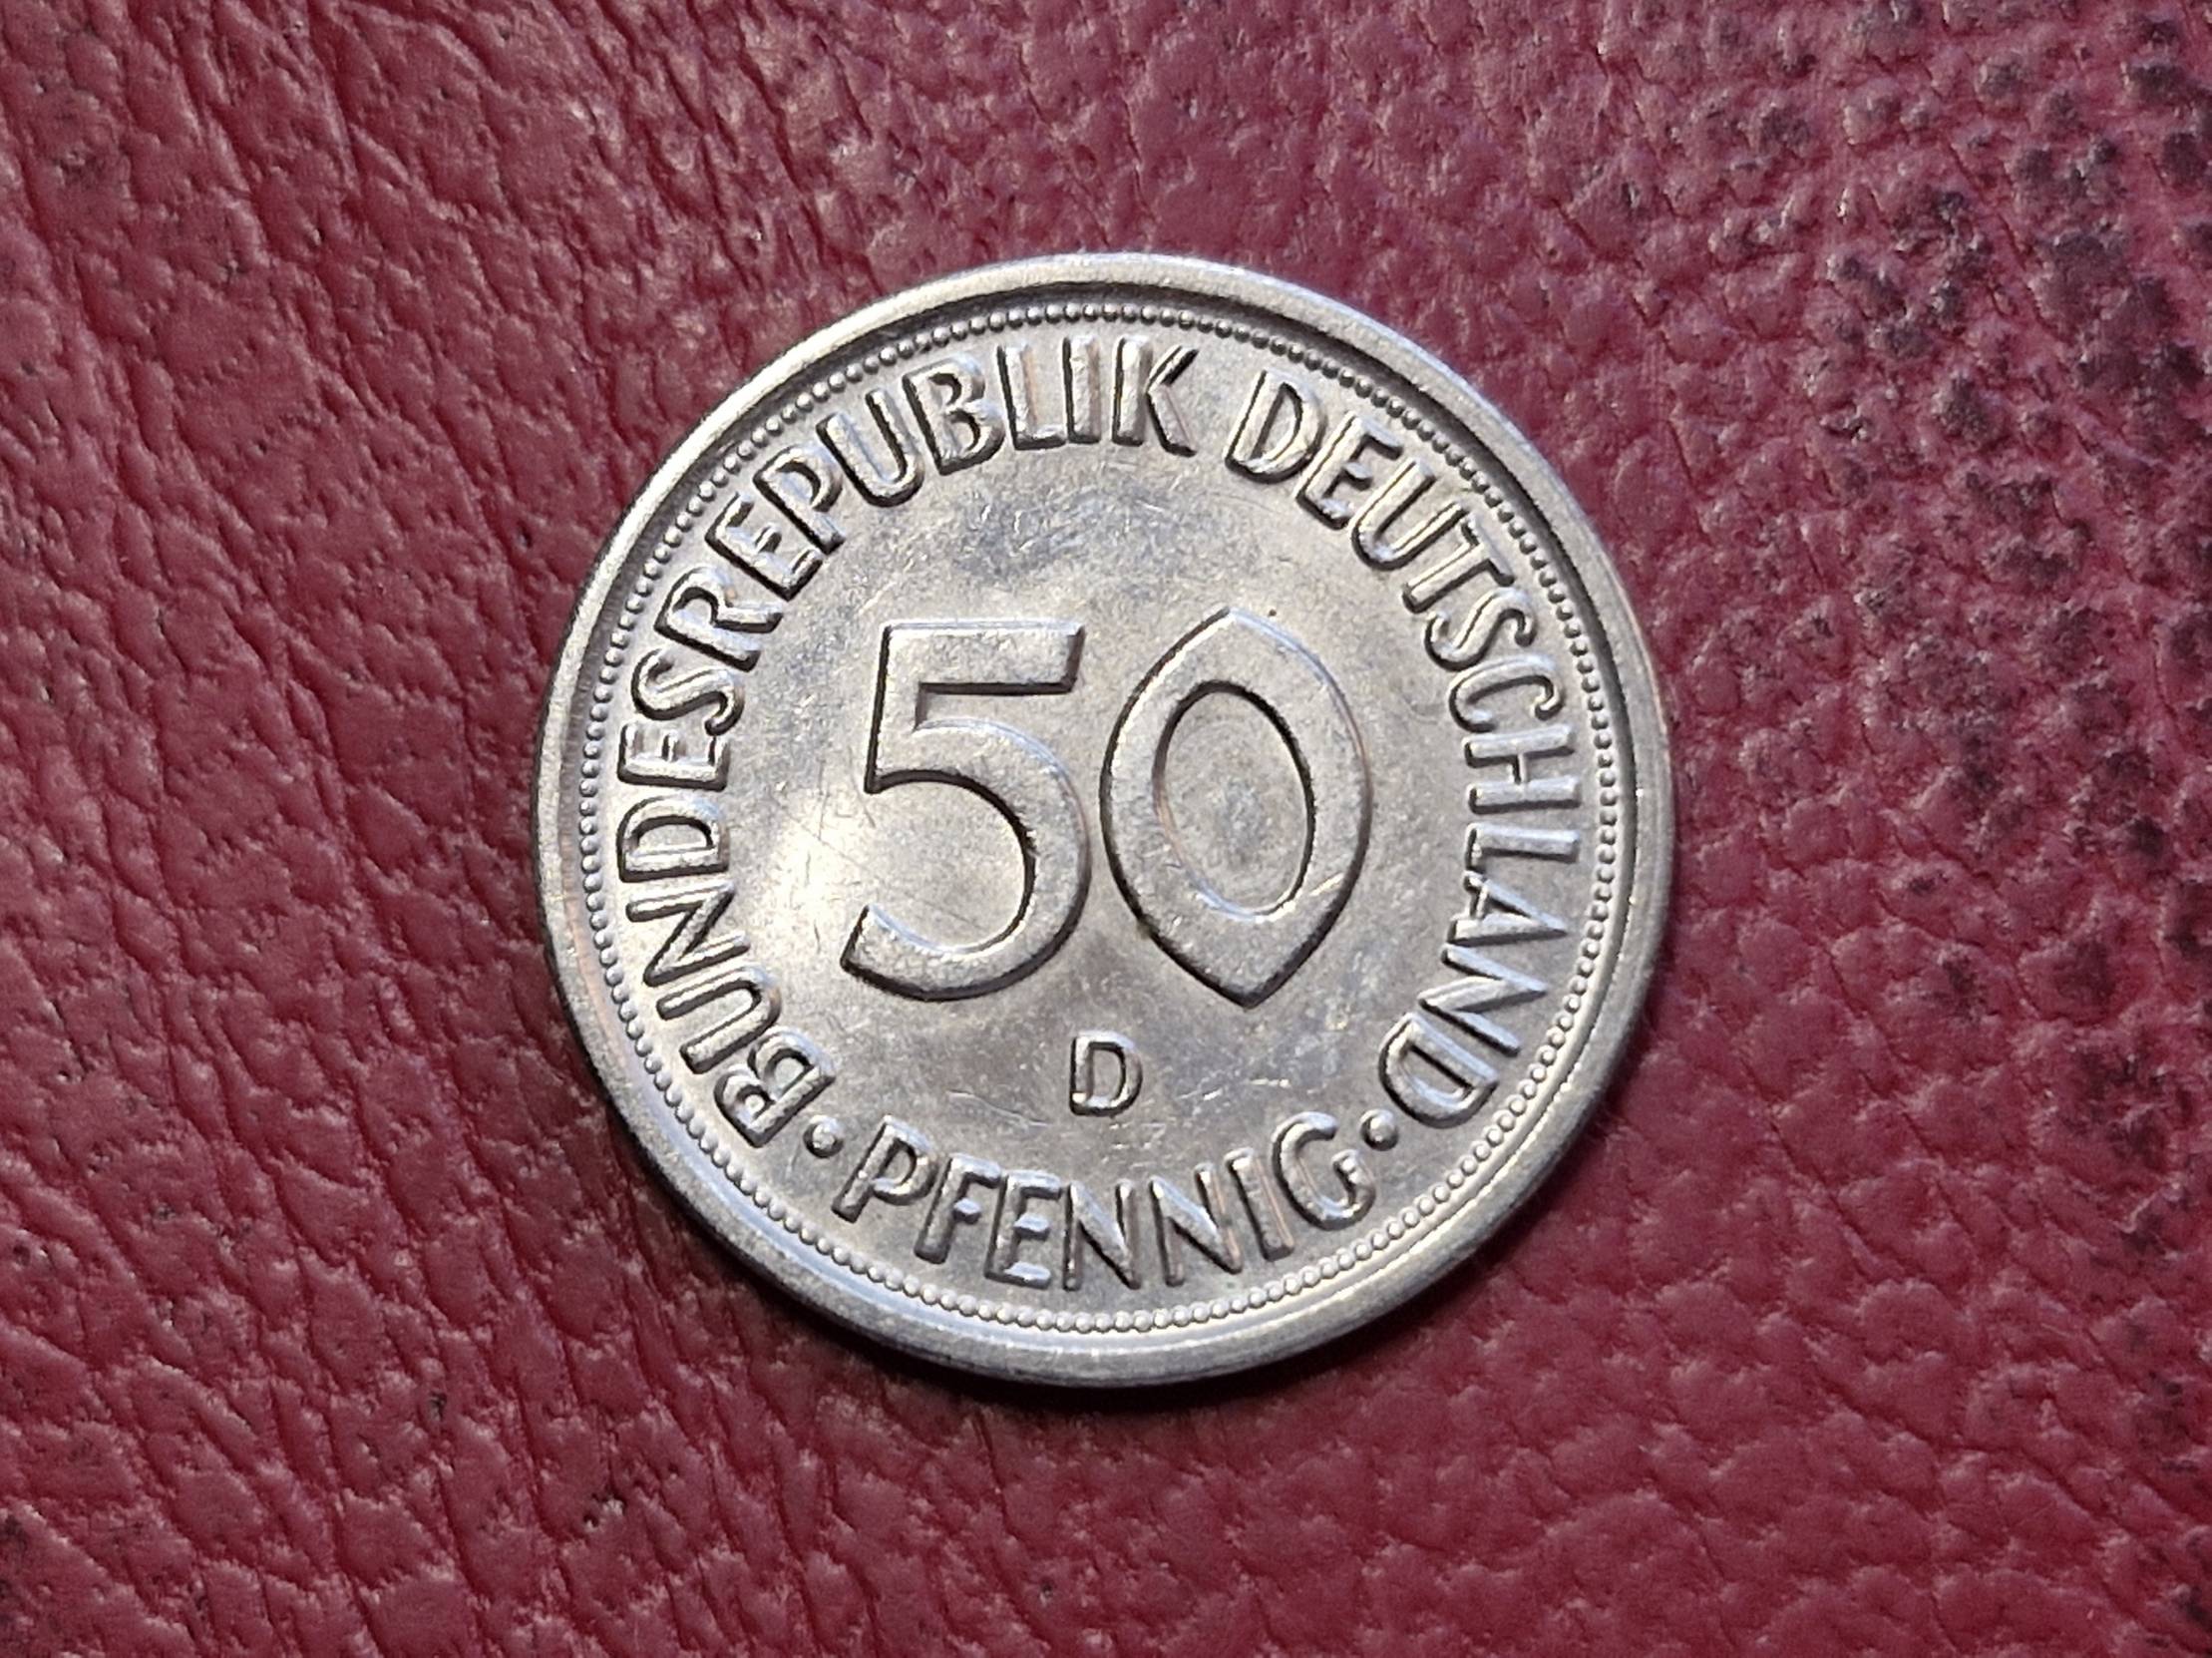 BUNDESREPUBLIK DEUTSCHLAND
50
D
· PFENNIG ·